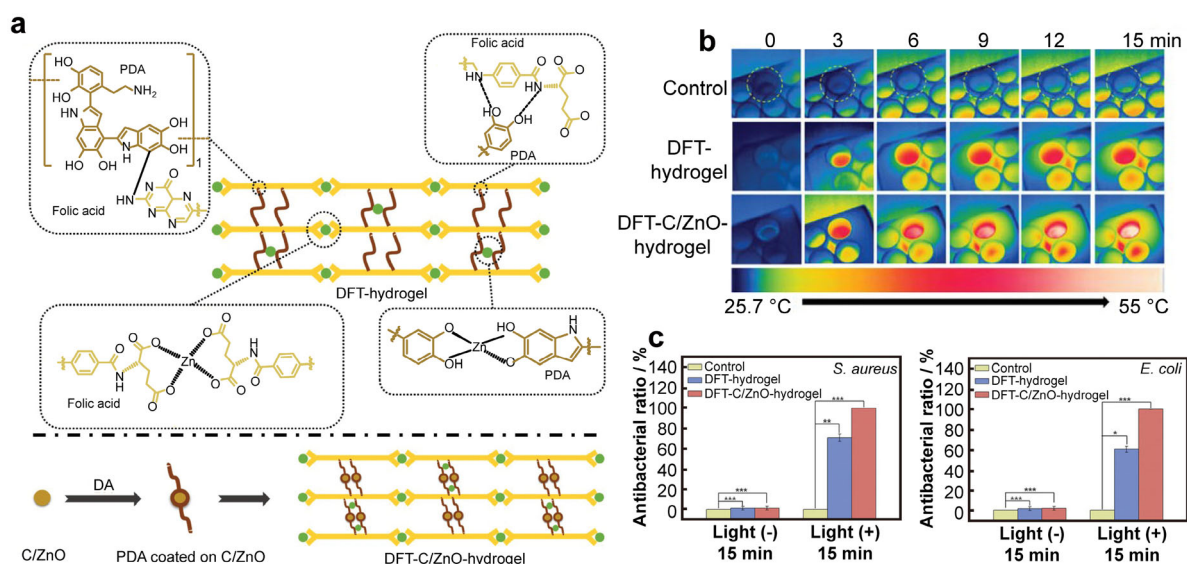 a
HO
PDA
HO
NH₂
HN
OH
HO
N
H
OH
HO
OH
1
O
HN
N
N
N
N
H
Folic acid
Folic acid
HN
O
O
HN
O
HO
OH
O
O
PDA
DFT-hydrogel
O
N
H
O
O
O
O
Zn
O
O
O
O
H
N
O
Folic acid
O
OH
Zn
HO
O
H
N
PDA
DA
C/ZnO
PDA coated on C/ZnO
DFT-C/ZnO-hydrogel
b
0 3 6 9 12 15 min
Control
DFT-
hydrogel
DFT-C/ZnO-
hydrogel
25.7 °C 55 °C
c
Antibacterial ratio / %
140
120
100
80
60
40
20
0
Control
DFT-hydrogel
DFT-C/ZnO-hydrogel
S. aureus
***
***
**
***
Light (-) Light (+)
15 min 15 min
Antibacterial ratio / %
140
120
100
80
60
40
20
0
Control
DFT-hydrogel
DFT-C/ZnO-hydrogel
E. coli
***
***
*
***
Light (-) Light (+)
15 min 15 min